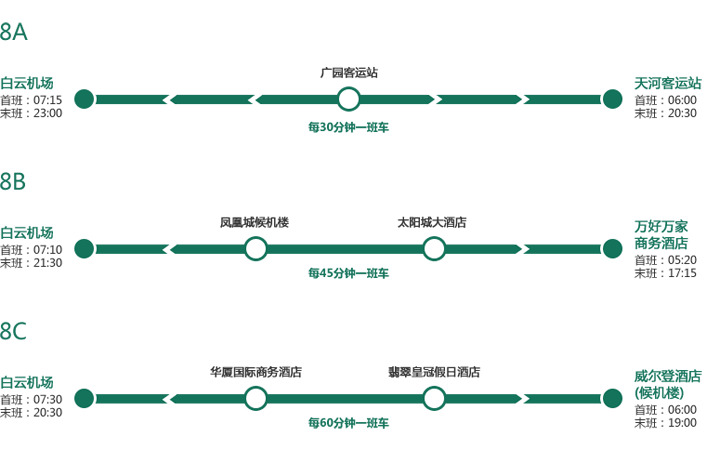 8A
广园客运站
白云机场
首班：07:15
末班：23:00
天河客运站
首班：06:00
末班：20:30
每30分钟一班车
8B
凤凰城候机楼
太阳城大酒店
白云机场
首班：07:10
末班：21:30
万好万家
商务酒店
首班：05:20
末班：17:15
每45分钟一班车
8C
华厦国际商务酒店
翡翠皇冠假日酒店
白云机场
首班：07:30
末班：20:30
威尔登酒店
(候机楼)
首班：06:00
末班：19:00
每60分钟一班车